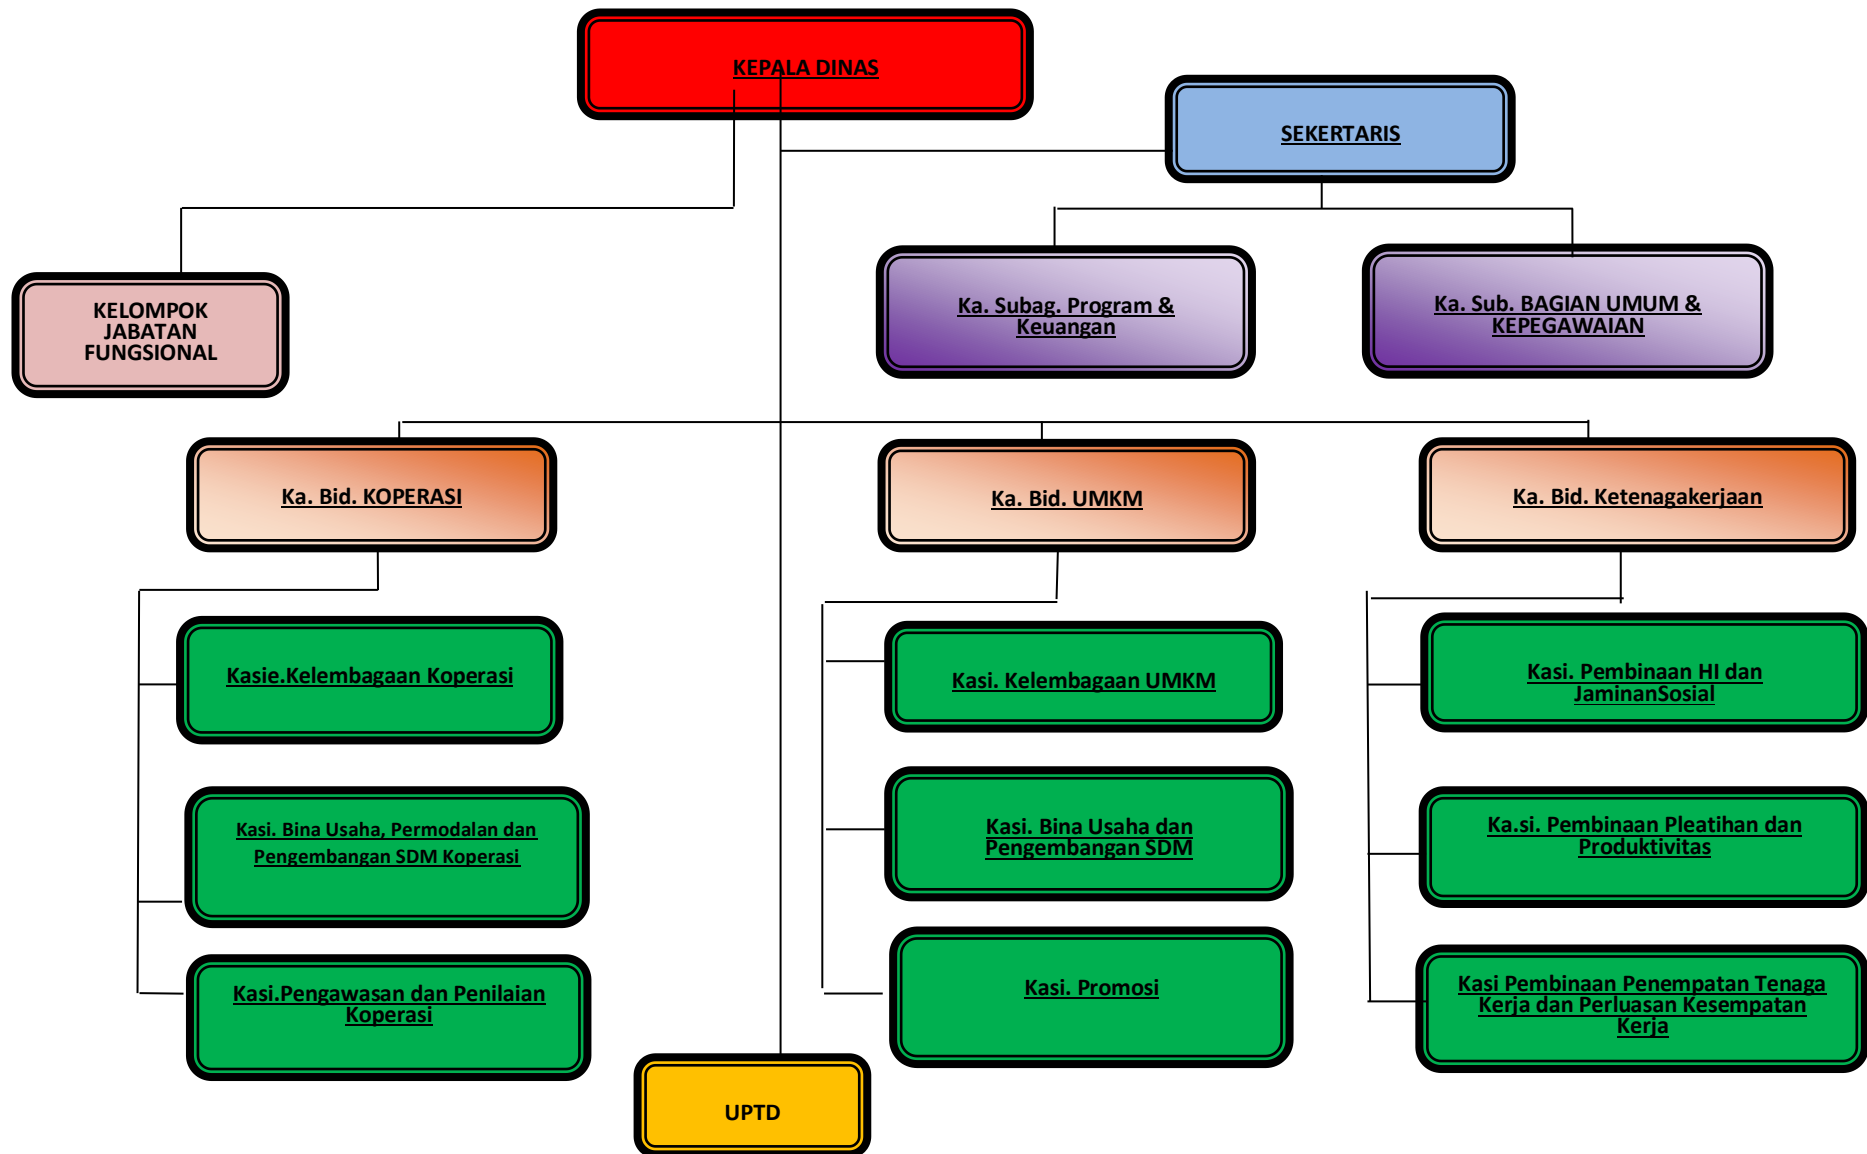 KEPALA DINAS
SEKERTARIS
KELOMPOK
JABATAN
FUNGSIONAL
Ka. Subag. Program &
Keuangan
Ka. Sub. BAGIAN UMUM &
KEPEGAWAIAN
Ka. Bid. KOPERASI
Ka. Bid. UMKM
Ka. Bid. Ketenagakerjaan
Kasie.Kelembagaan Koperasi
Kasi. Kelembagaan UMKM
Kasi. Pembinaan HI dan
JaminanSosial
Kasi. Bina Usaha, Permodalan dan
Pengembangan SDM Koperasi
Kasi. Bina Usaha dan
Pengembangan SDM
Ka.si. Pembinaan Pleatihan dan
Produktivitas
Kasi.Pengawasan dan Penilaian
Koperasi
Kasi. Promosi
Kasi Pembinaan Penempatan Tenaga
Kerja dan Perluasan Kesempatan
Kerja
UPTD